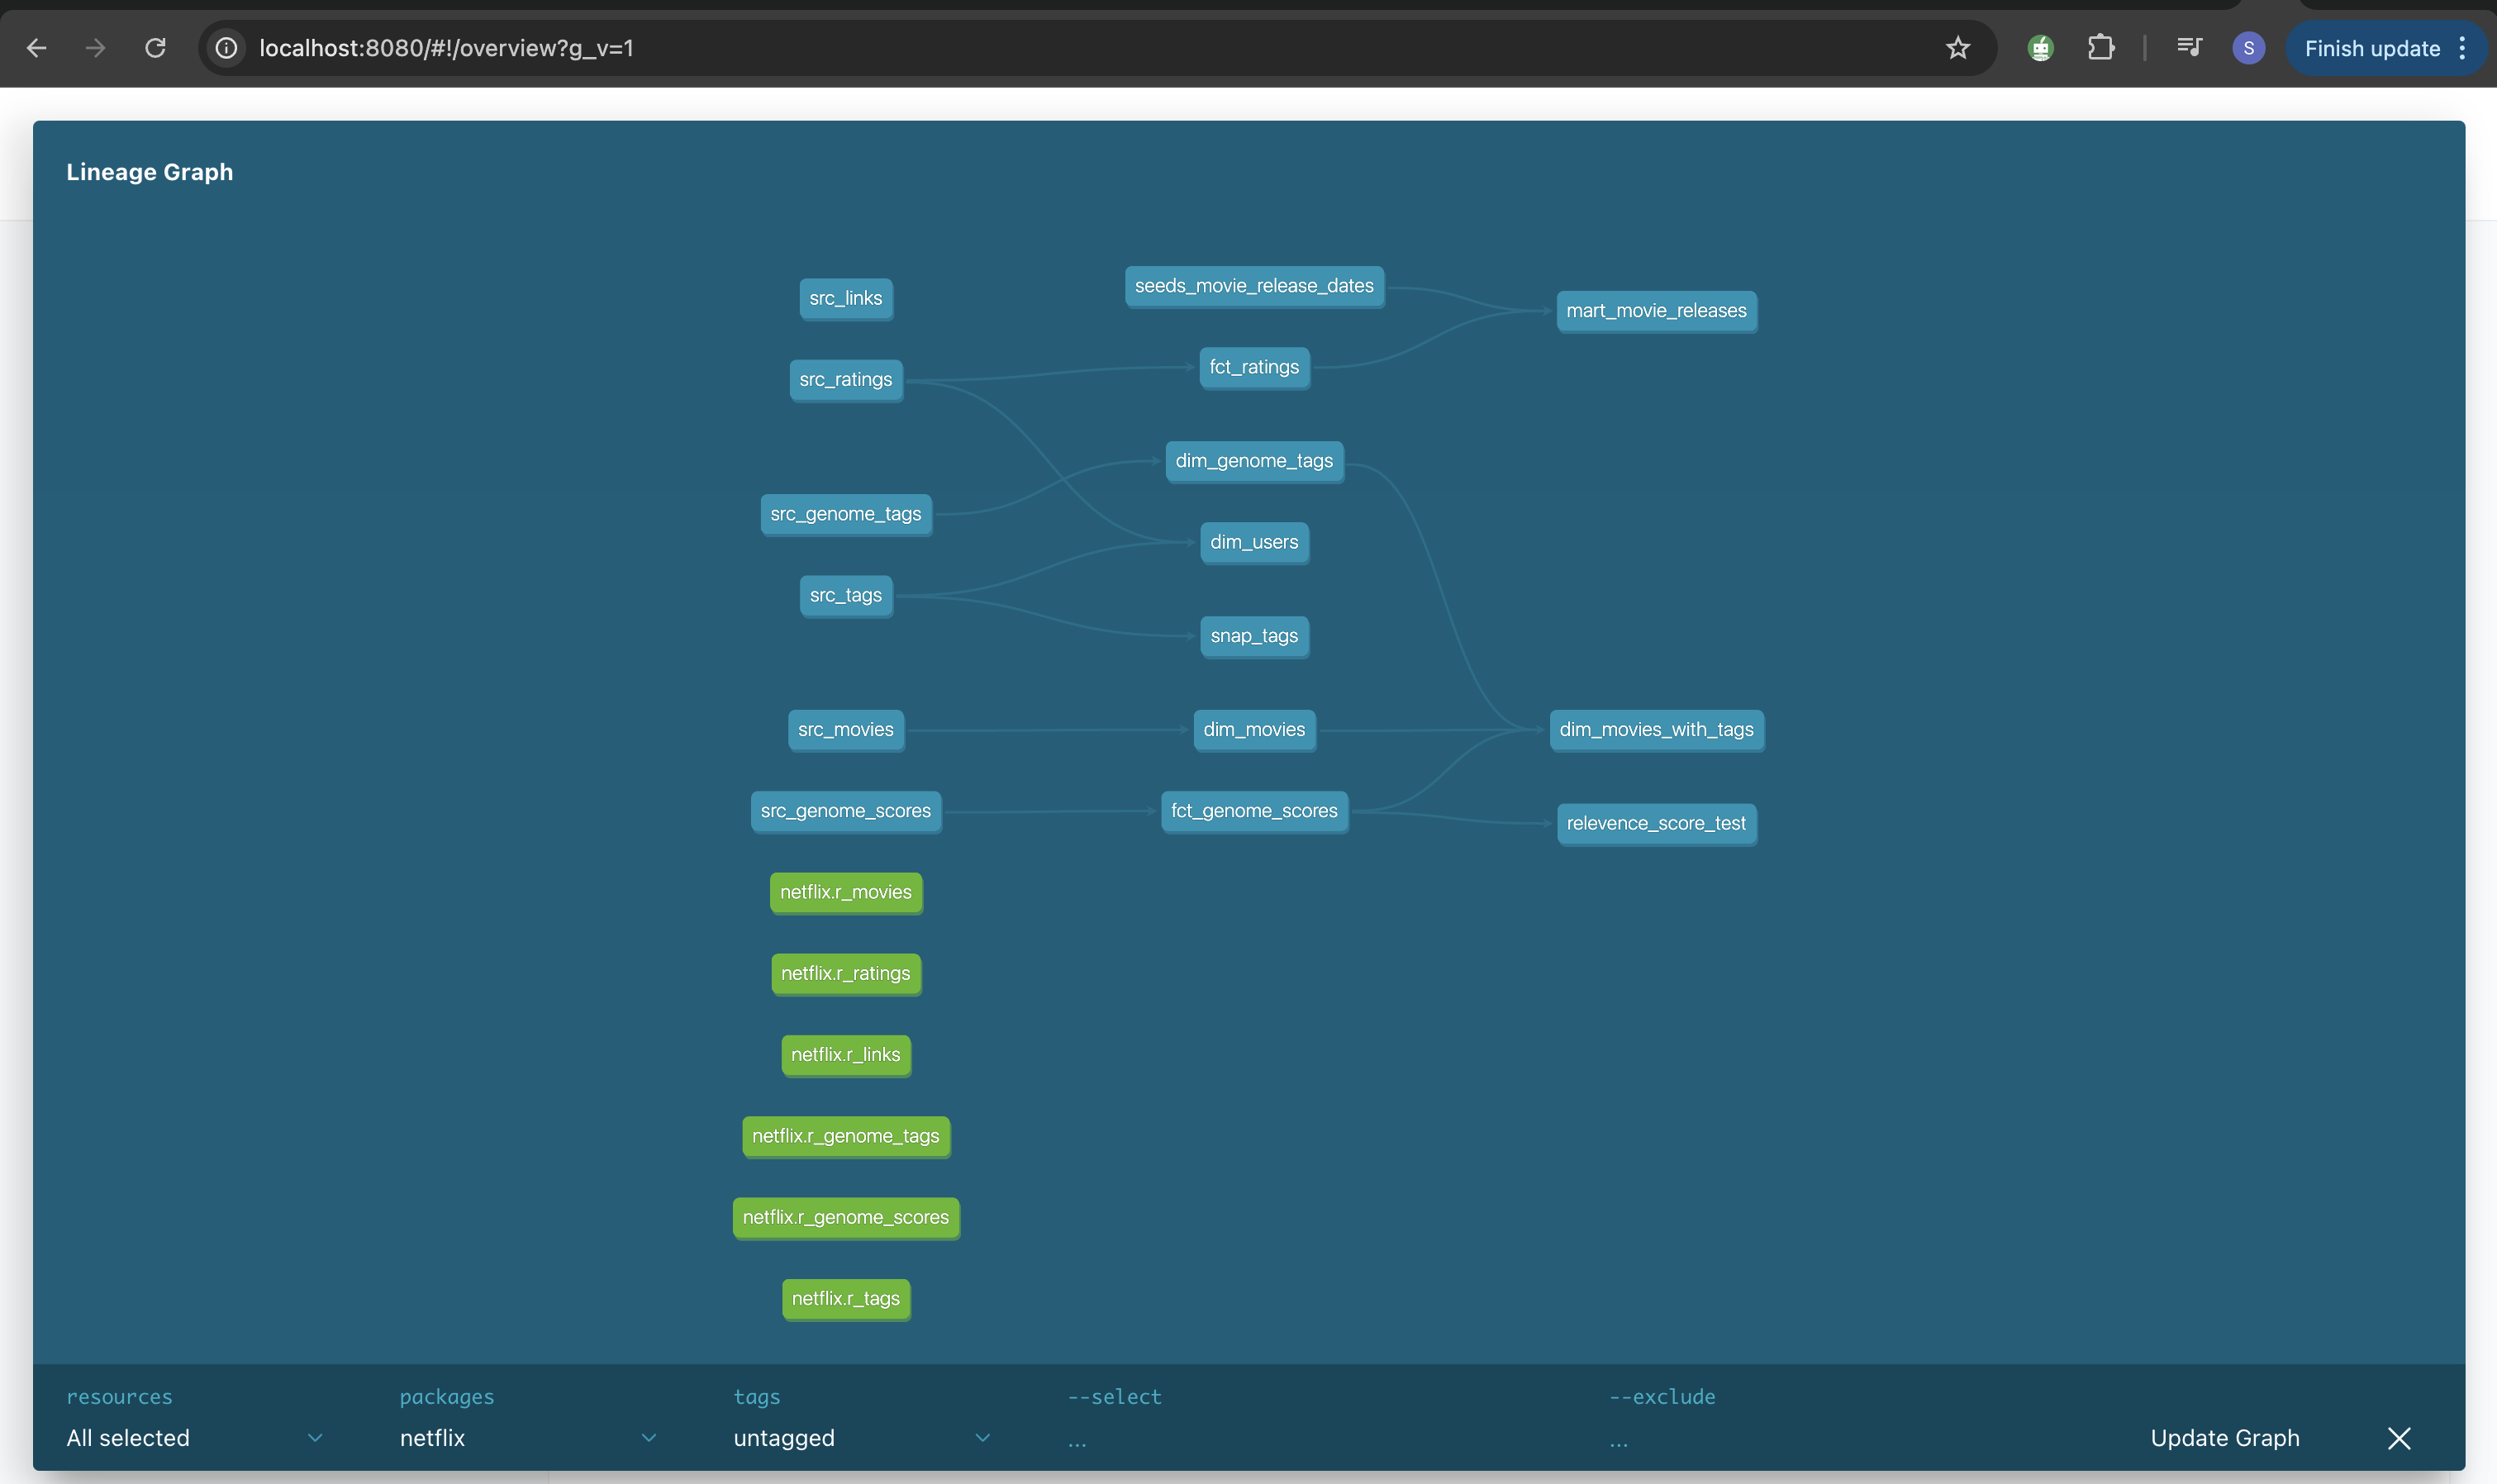 localhost:8080/#!/overview?g_v=1
S
Finish update
Lineage Graph
src_links
seeds_movie_release_dates
mart_movie_releases
src_ratings
fct_ratings
dim_genome_tags
src_genome_tags
dim_users
src_tags
snap_tags
src_movies
dim_movies
dim_movies_with_tags
src_genome_scores
fct_genome_scores
relevence_score_test
netflix.r_movies
netflix.r_ratings
netflix.r_links
netflix.r_genome_tags
netflix.r_genome_scores
netflix.r_tags
resources
All selected
packages
netflix
tags
untagged
--select
...
--exclude
...
Update Graph